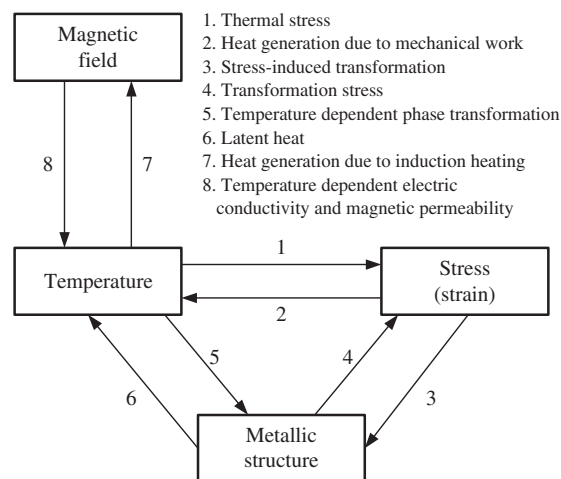 Magnetic
field
1. Thermal stress
2. Heat generation due to mechanical work
3. Stress-induced transformation
4. Transformation stress
5. Temperature dependent phase transformation
6. Latent heat
7. Heat generation due to induction heating
8. Temperature dependent electric
conductivity and magnetic permeability
8
7
Temperature
1
2
Stress
(strain)
6
5
4
3
Metallic
structure